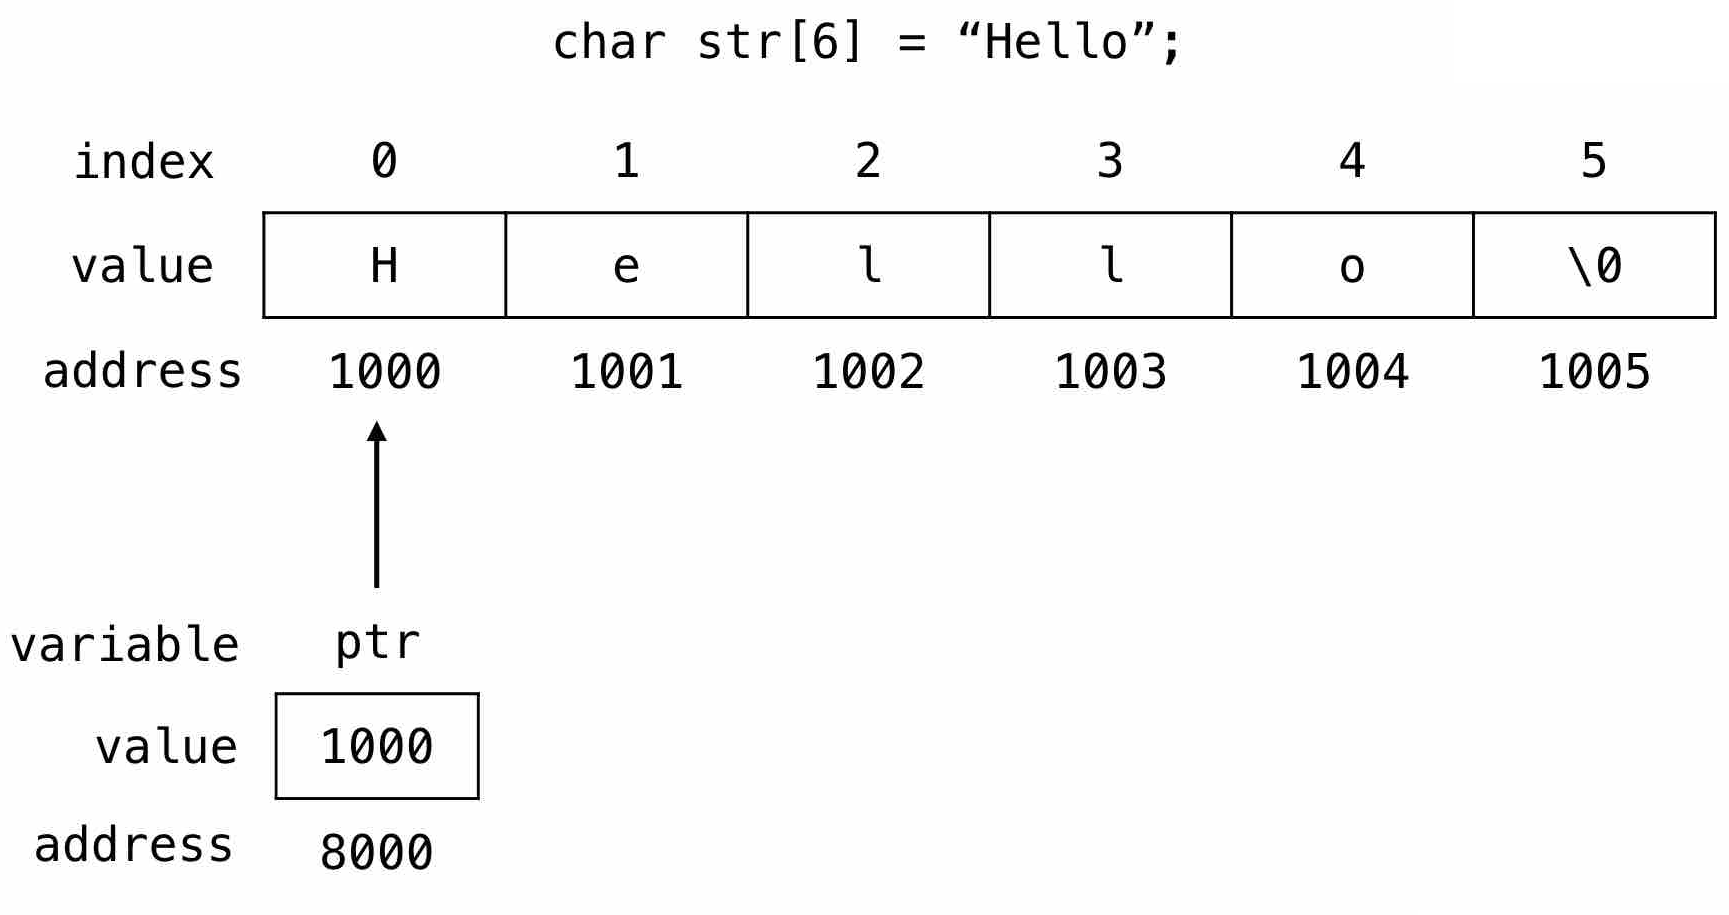 char str[6] = “Hello”;
index 0 1 2 3 4 5
value H e l l o \0
address 1000 1001 1002 1003 1004 1005
variable ptr
value 1000
address 8000